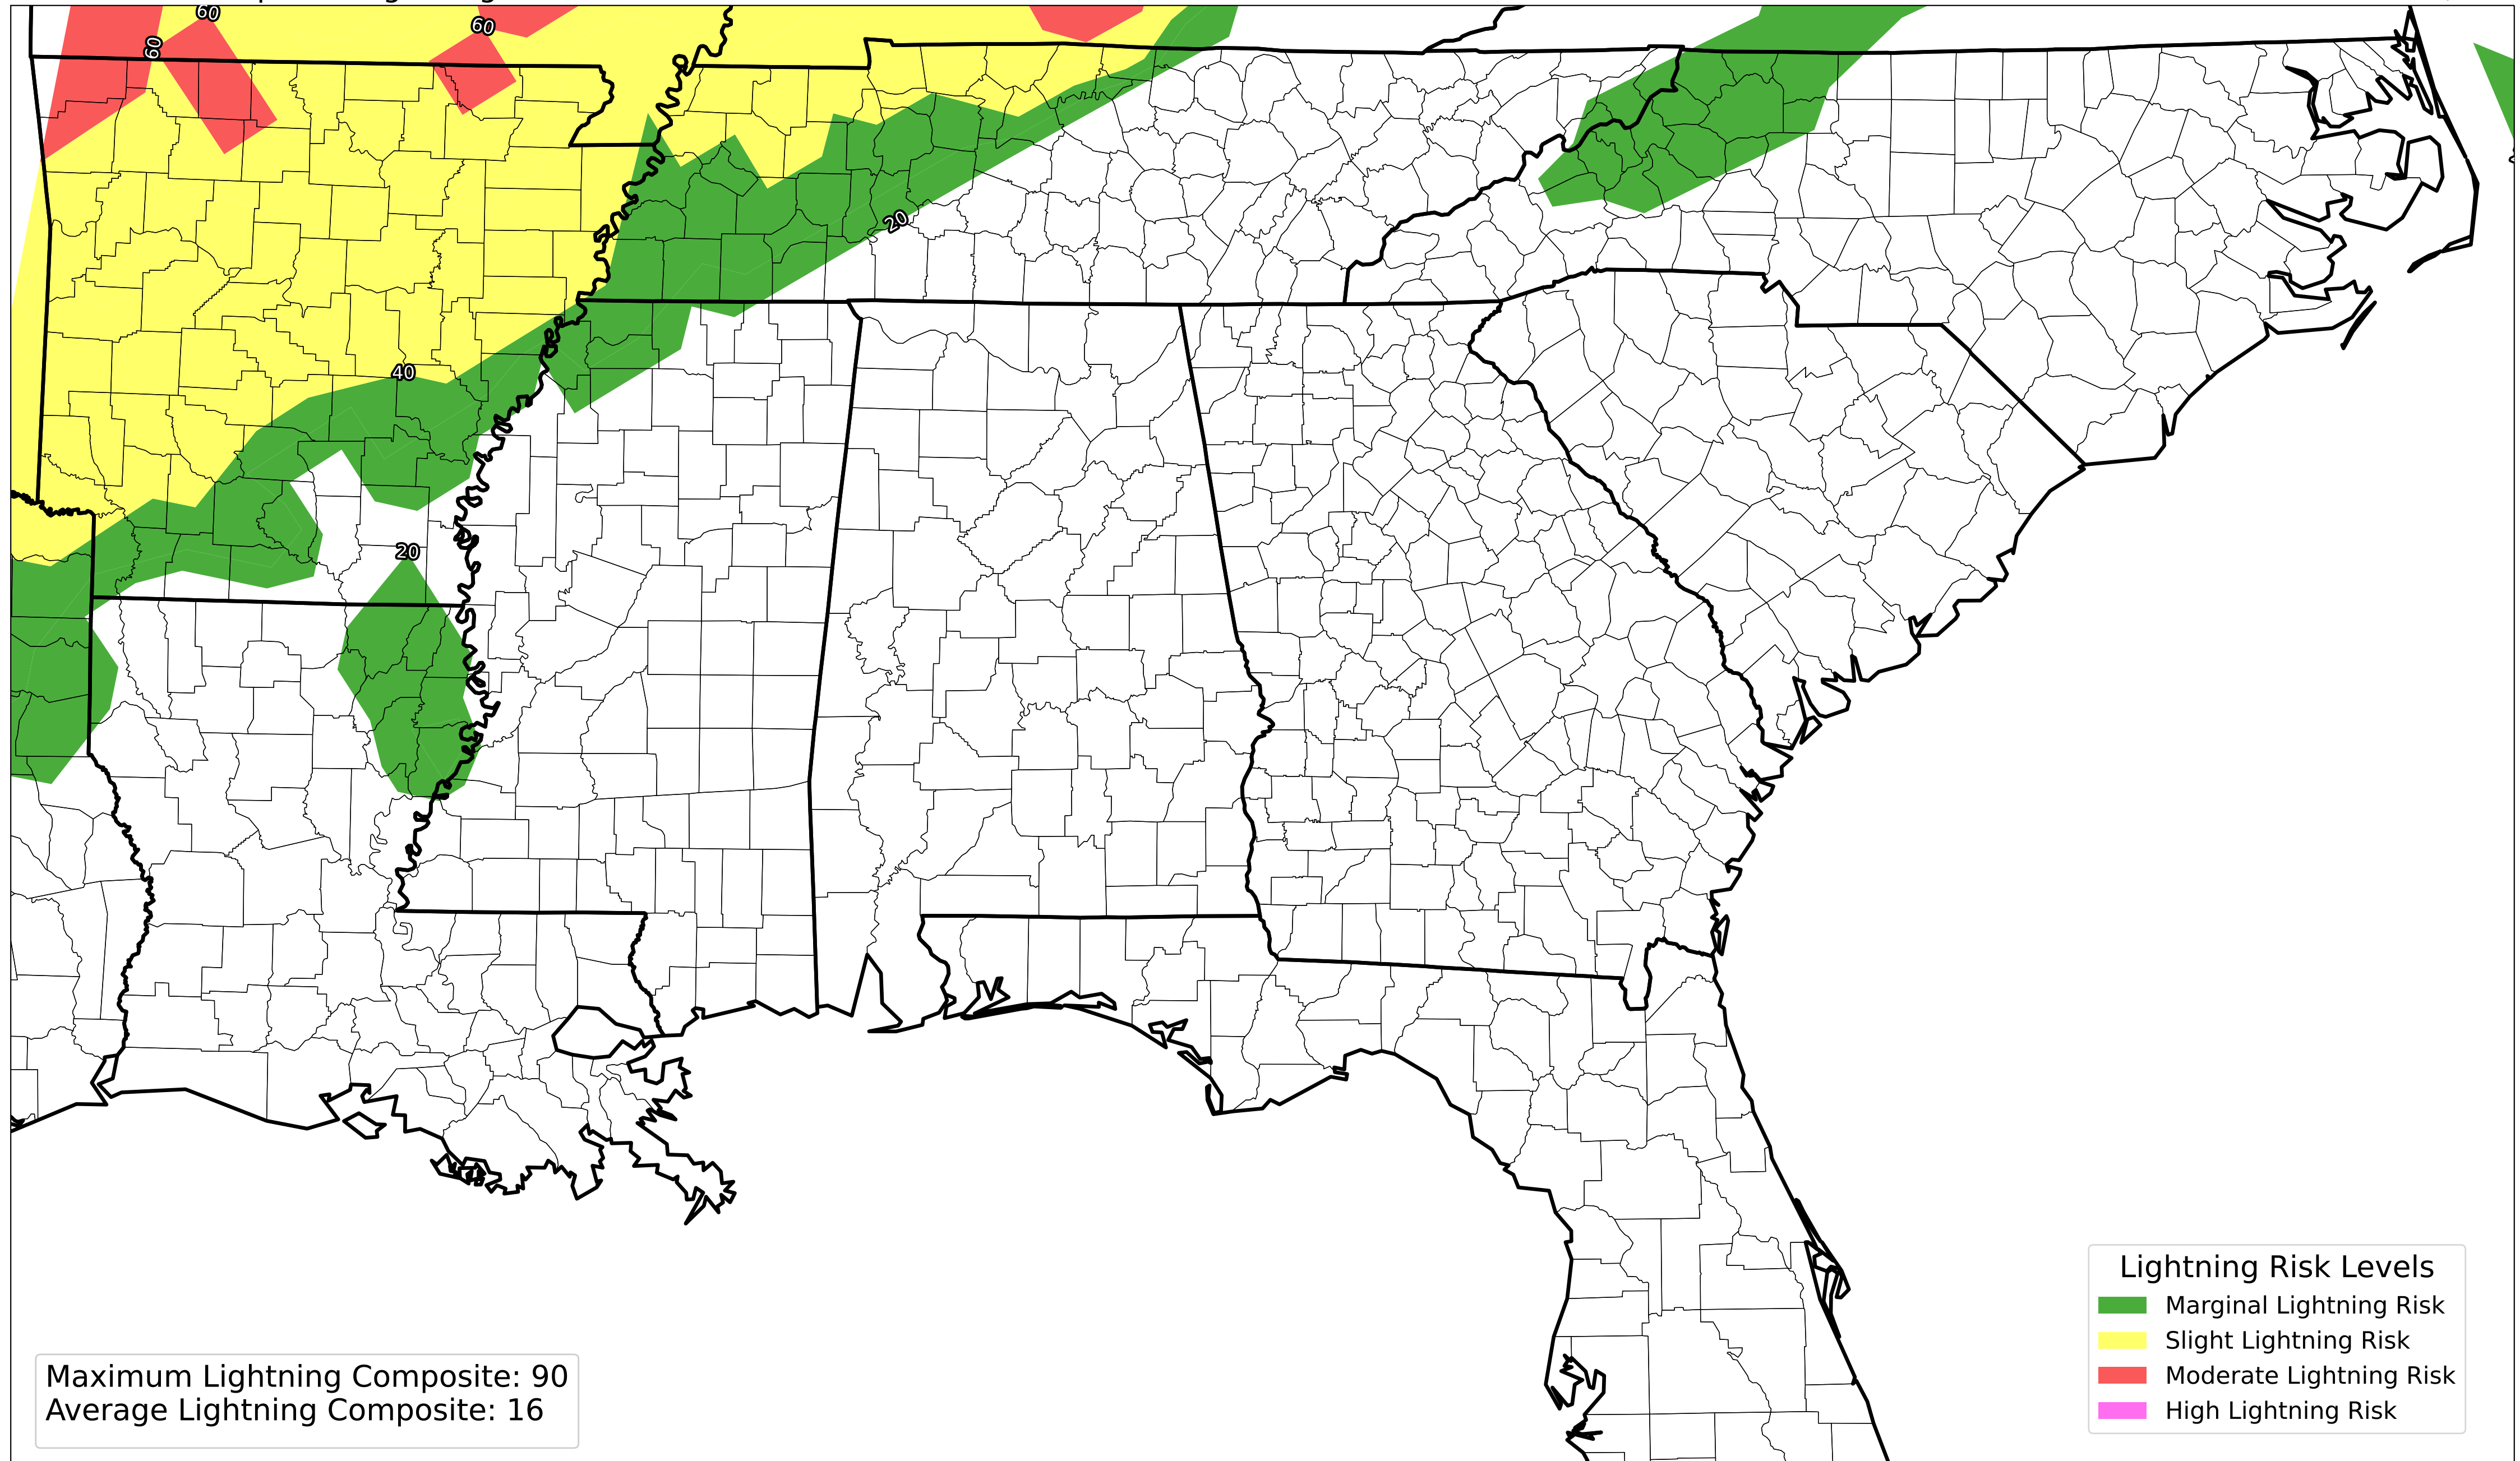 60
60
60
20
40
20
Lightning Risk Levels
Marginal Lightning Risk
Slight Lightning Risk
Moderate Lightning Risk
High Lightning Risk
Maximum Lightning Composite: 90
Average Lightning Composite: 16